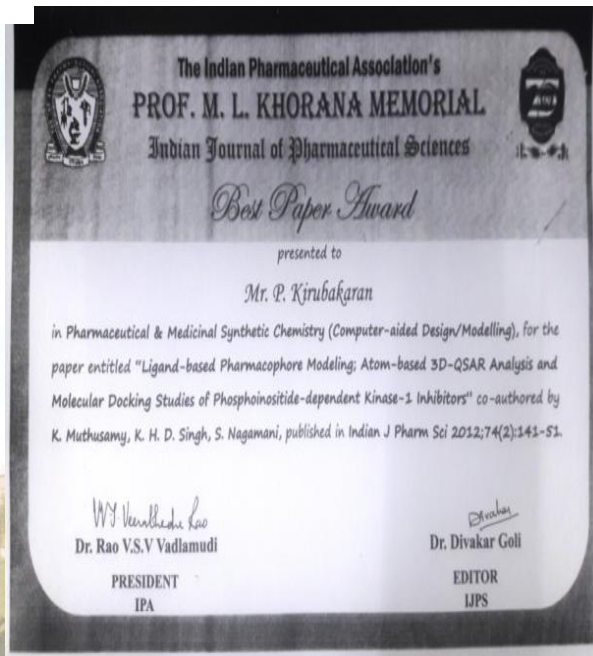 The Indian Pharmaceutical Association's
PROF. M. L. KHORANA MEMORIAL
Indian Journal of Pharmaceutical Sciences
Best Paper Award
presented to
Mr. P. Kirubakaran
in Pharmaceutical & Medicinal Synthetic Chemistry (Computer-aided Design/Modelling), for the
paper entitled "Ligand-based Pharmacophore Modeling; Atom-based 3D-QSAR Analysis and
Molecular Docking Studies of Phosphoinositide-dependent Kinase-1 Inhibitors" co-authored by
K. Muthusamy, K. H. D. Singh, S. Nagamani, published in Indian J Pharm Sci 2012;74(2):141-51.
Dr. Rao V.S.V Vadlamudi
Dr. Divakar Goli
PRESIDENT
EDITOR
IPA
IJPS